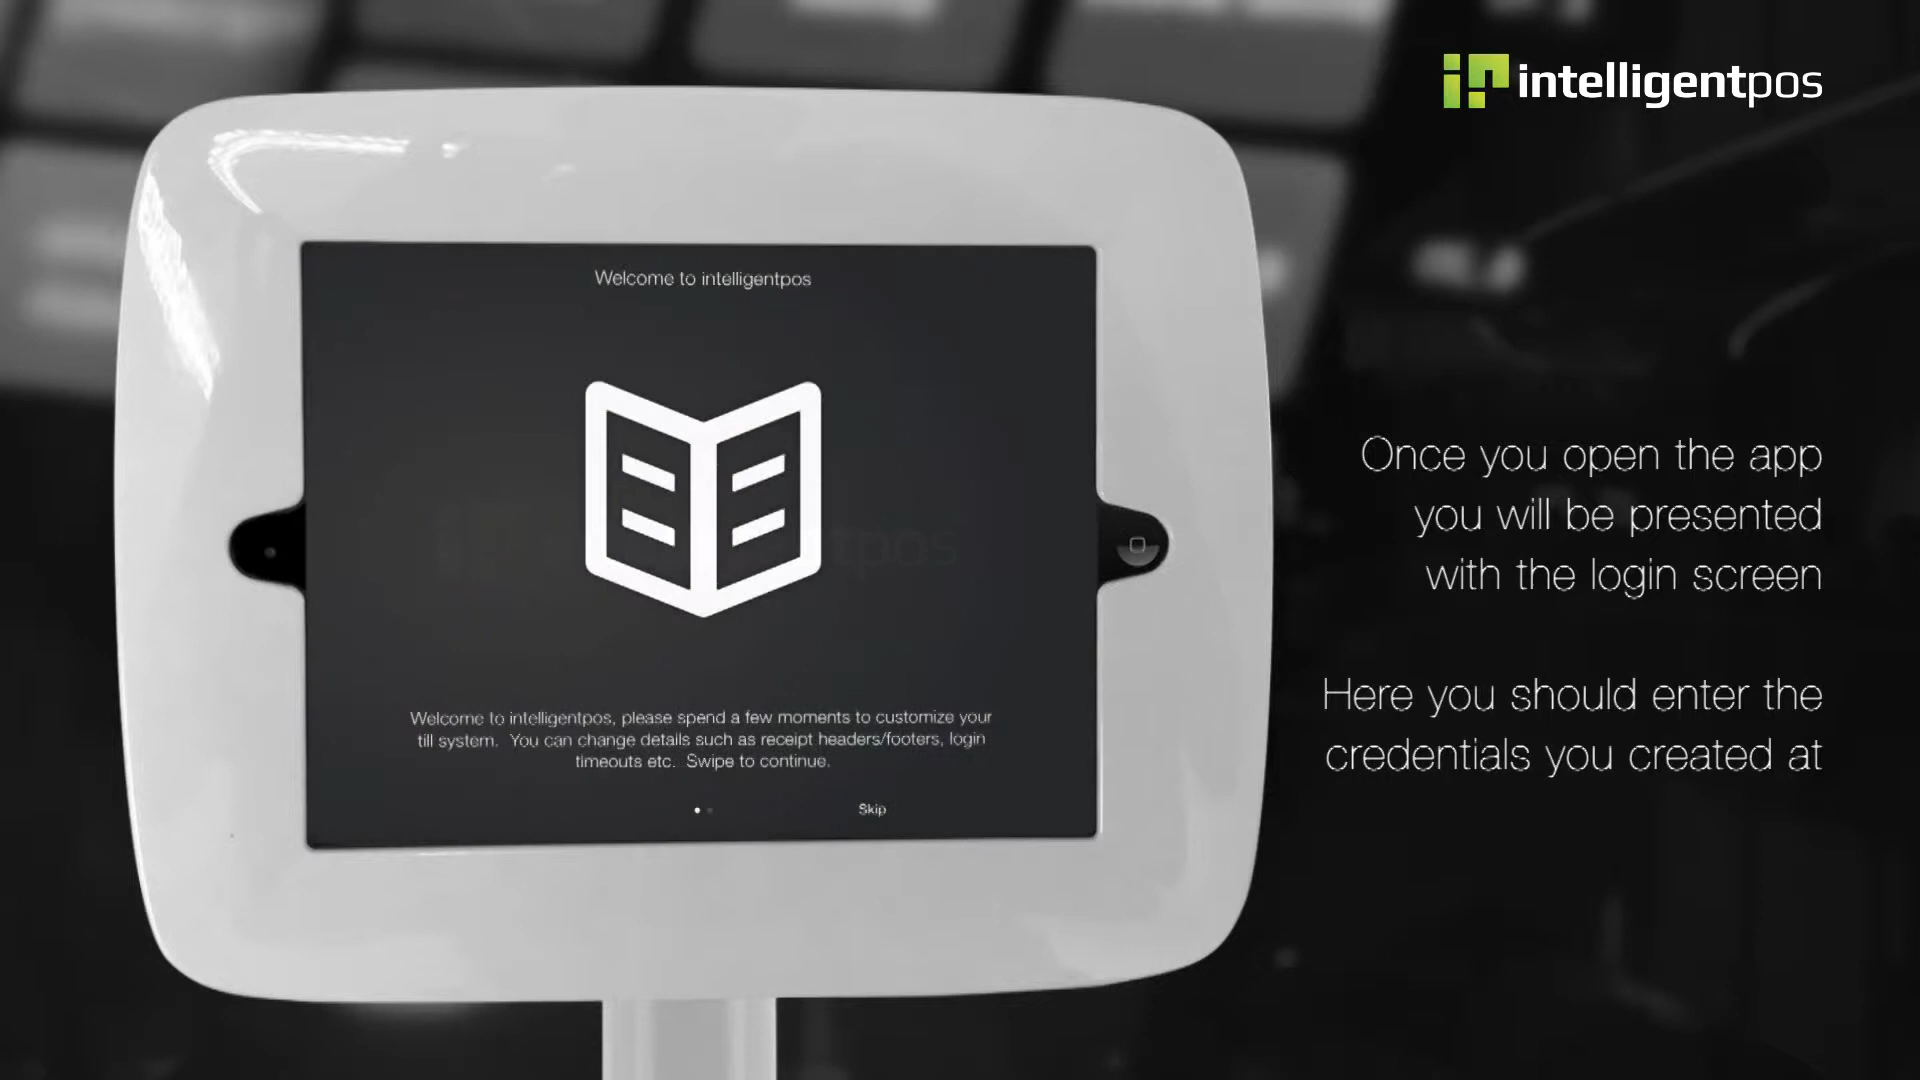 intelligentpos
Welcome to intelligentpos
Welcome to intelligentpos, please spend a few moments to customize your
till system. You can change details such as receipt headers/footers, login
timeouts etc. Swipe to continue.
Skip
Once you open the app
you will be presented
with the login screen
Here you should enter the
credentials you created at